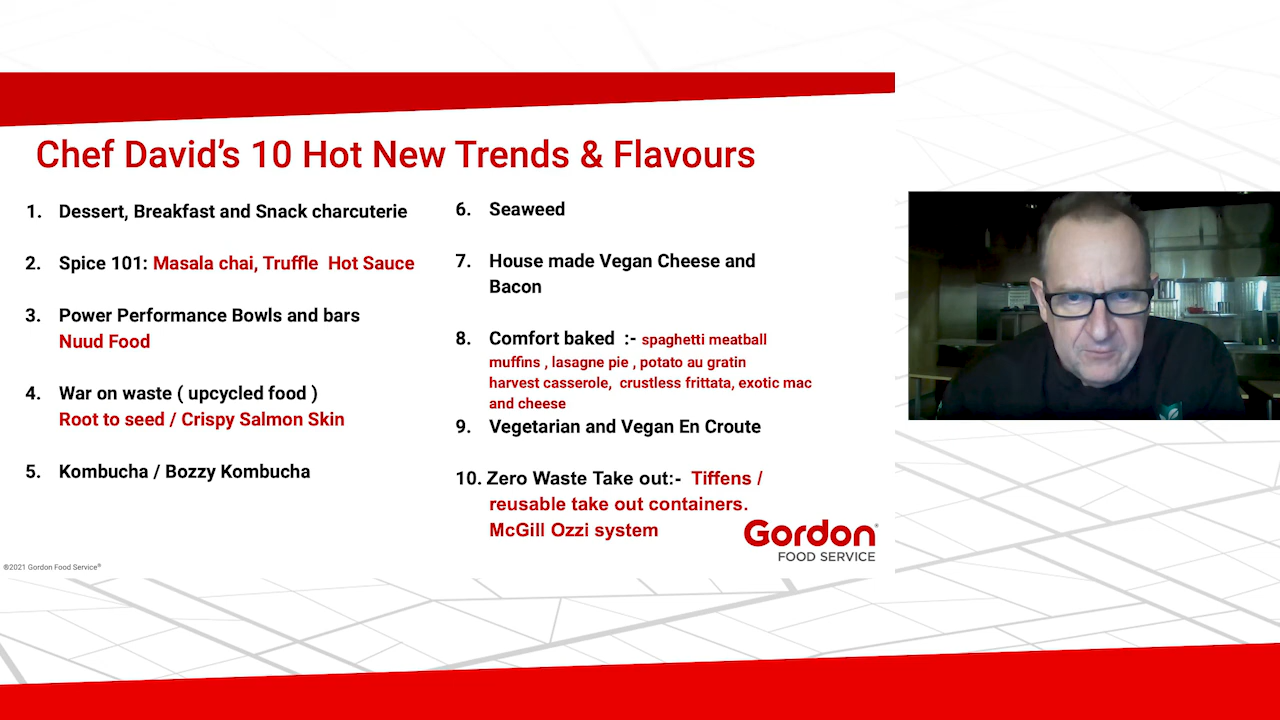 Chef David’s 10 Hot New Trends & Flavours
1. Dessert, Breakfast and Snack charcuterie
2. Spice 101: Masala chai, Truffle Hot Sauce
3. Power Performance Bowls and bars
Nuud Food
4. War on waste ( upcycled food )
Root to seed / Crispy Salmon Skin
5. Kombucha / Bozzy Kombucha
6. Seaweed
7. House made Vegan Cheese and
Bacon
8. Comfort baked :- spaghetti meatball
muffins , lasagne pie , potato au gratin
harvest casserole, crustless frittata, exotic mac
and cheese
9. Vegetarian and Vegan En Croute
10. Zero Waste Take out:- Tiffens /
reusable take out containers.
McGill Ozzi system
Gordon®
FOOD SERVICE
©2021 Gordon Food Service®